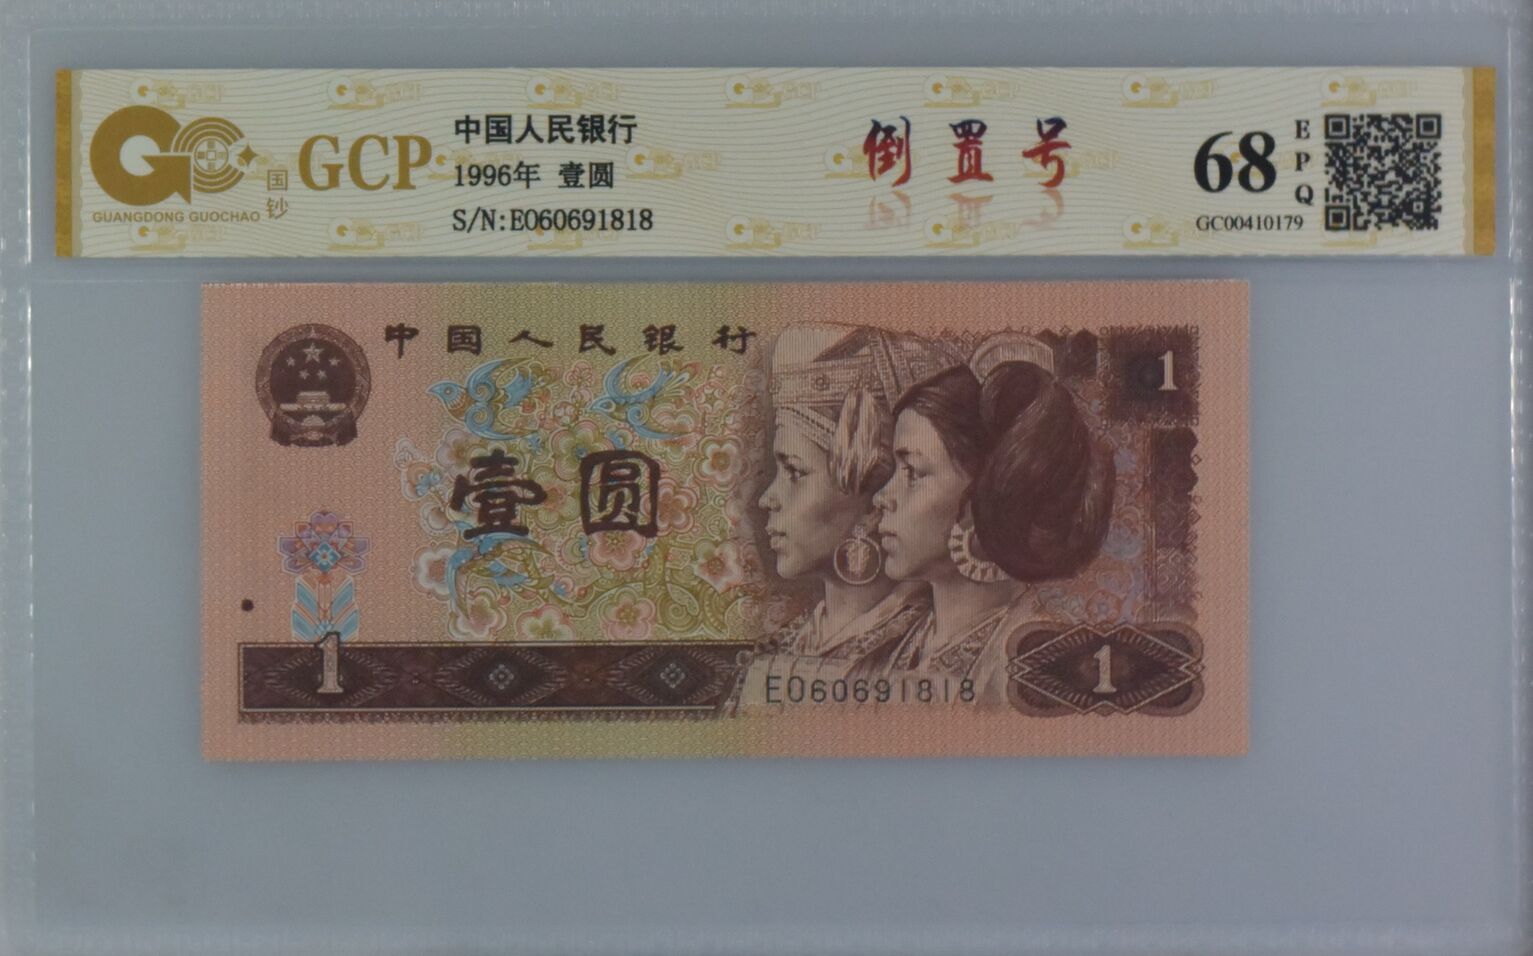 GCP
国钞
GUANGDONG GUOCHAO
中国人民银行
1996年 壹圆
S/N:E060691818
倒置号
68
EPQ
GC00410179
中国人民银行
1
壹圆
1
E060691818
1